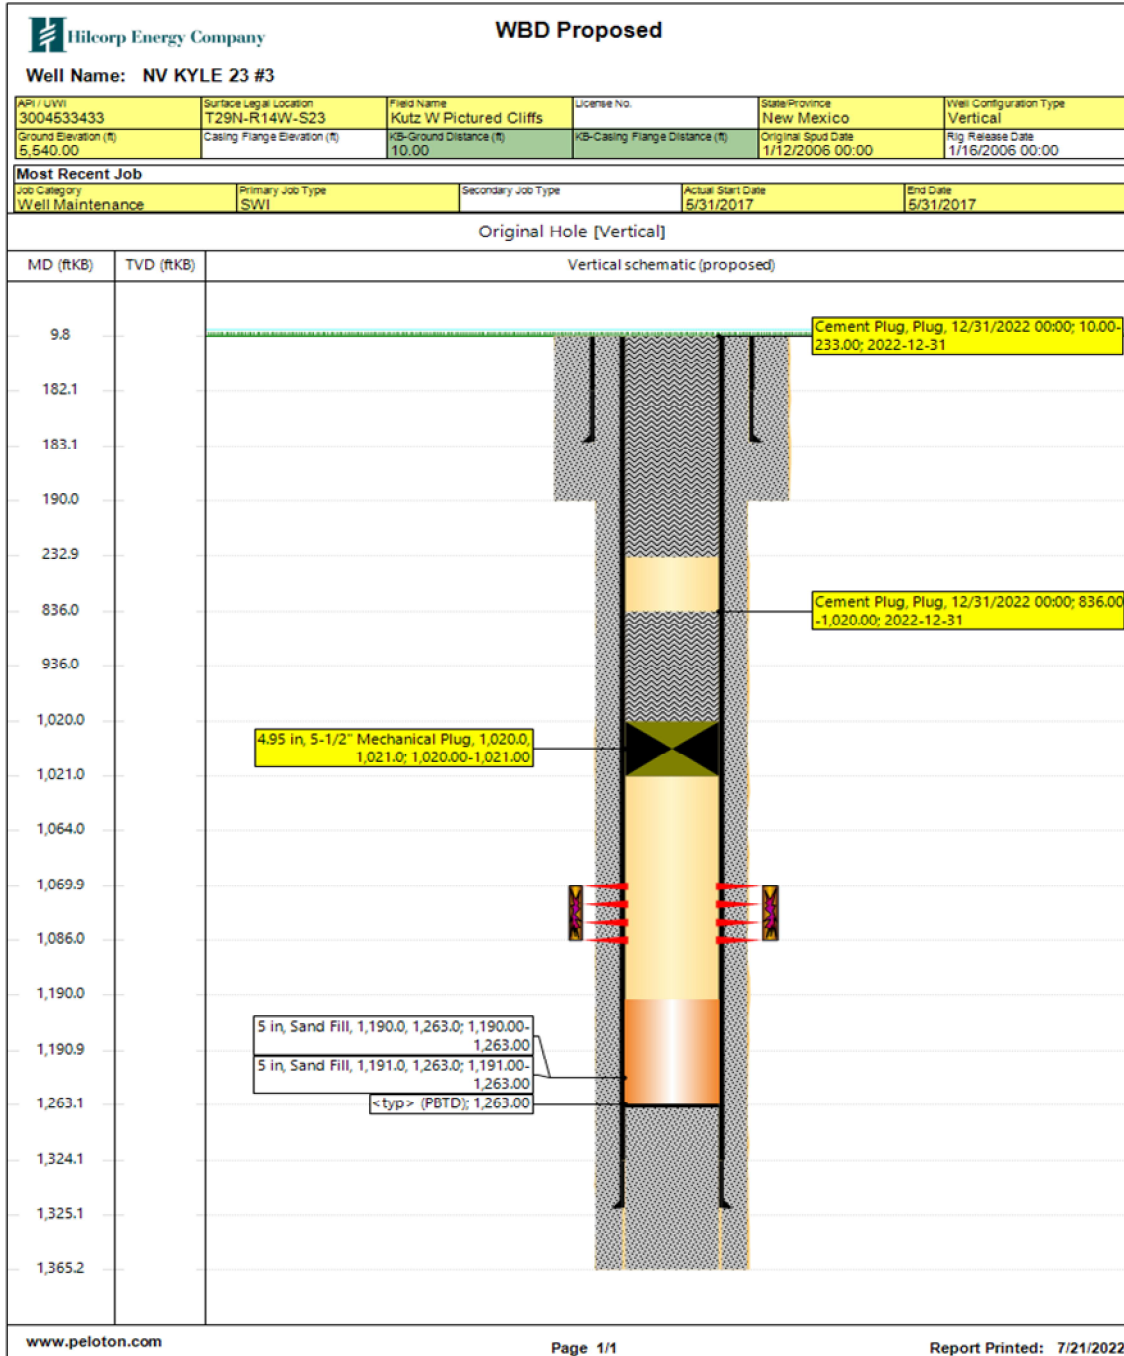 Hilcorp Energy Company
WBD Proposed
Well Name: NV KYLE 23 #3
API / UWI
3004533433
Surface Legal Location
T29N-R14W-S23
Field Name
Kutz W Pictured Cliffs
License No.
State/Province
New Mexico
Well Configuration Type
Vertical
Ground Elevation (ft)
5,540.00
Casing Flange Elevation (ft)
KB-Ground Distance (ft)
10.00
KB-Casing Flange Distance (ft)
Original Spud Date
1/12/2006 00:00
Rig Release Date
1/16/2006 00:00
Most Recent Job
Job Category
Well Maintenance
Primary Job Type
SWI
Secondary Job Type
Actual Start Date
5/31/2017
End Date
5/31/2017
Original Hole [Vertical]
MD (ftKB)
TVD (ftKB)
Vertical schematic (proposed)
9.8
Cement Plug, Plug, 12/31/2022 00:00; 10.00-
233.00; 2022-12-31
182.1
183.1
190.0
232.9
836.0
Cement Plug, Plug, 12/31/2022 00:00; 836.00
-1,020.00; 2022-12-31
936.0
1,020.0
4.95 in, 5-1/2" Mechanical Plug, 1,020.0,
1,021.0; 1,020.00-1,021.00
1,021.0
1,064.0
1,069.9
1,086.0
1,190.0
5 in, Sand Fill, 1,190.0, 1,263.0; 1,190.00-
1,263.00
1,190.9
5 in, Sand Fill, 1,191.0, 1,263.0; 1,191.00-
1,263.00
<typ> (PBTD); 1,263.00
1,263.1
1,324.1
1,325.1
1,365.2
www.peloton.com
Page 1/1
Report Printed: 7/21/2022